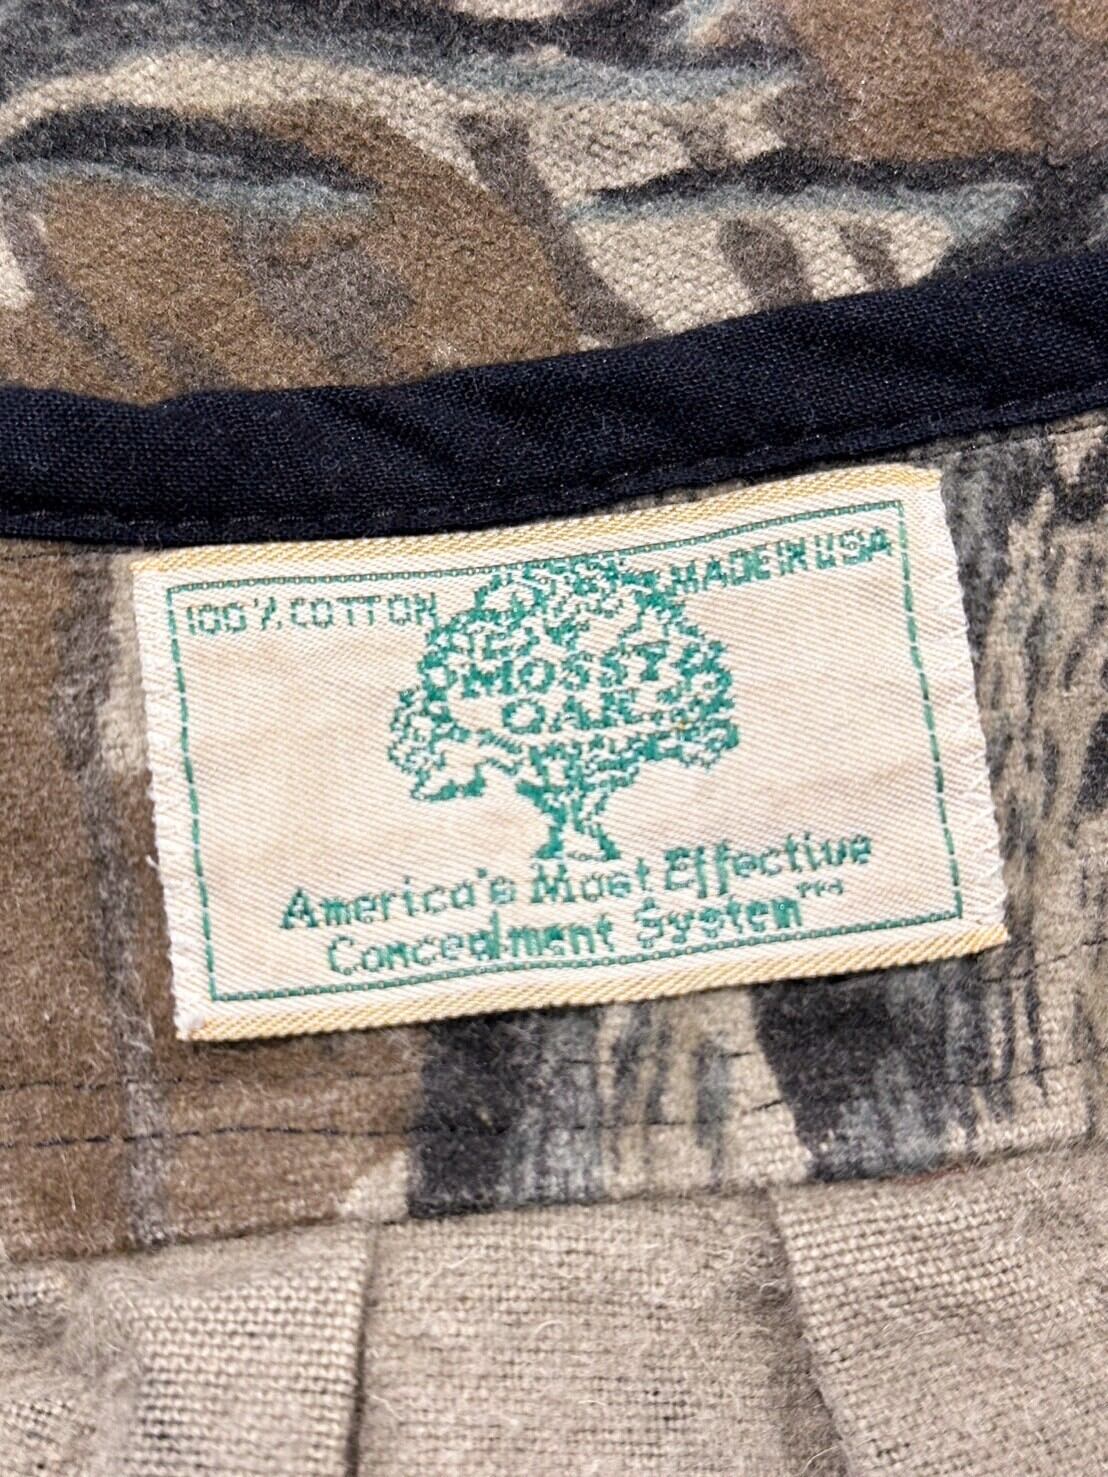 100% COTTON
MADE IN USA
MOSSY
OAK
America's Most Effective
Concealment System